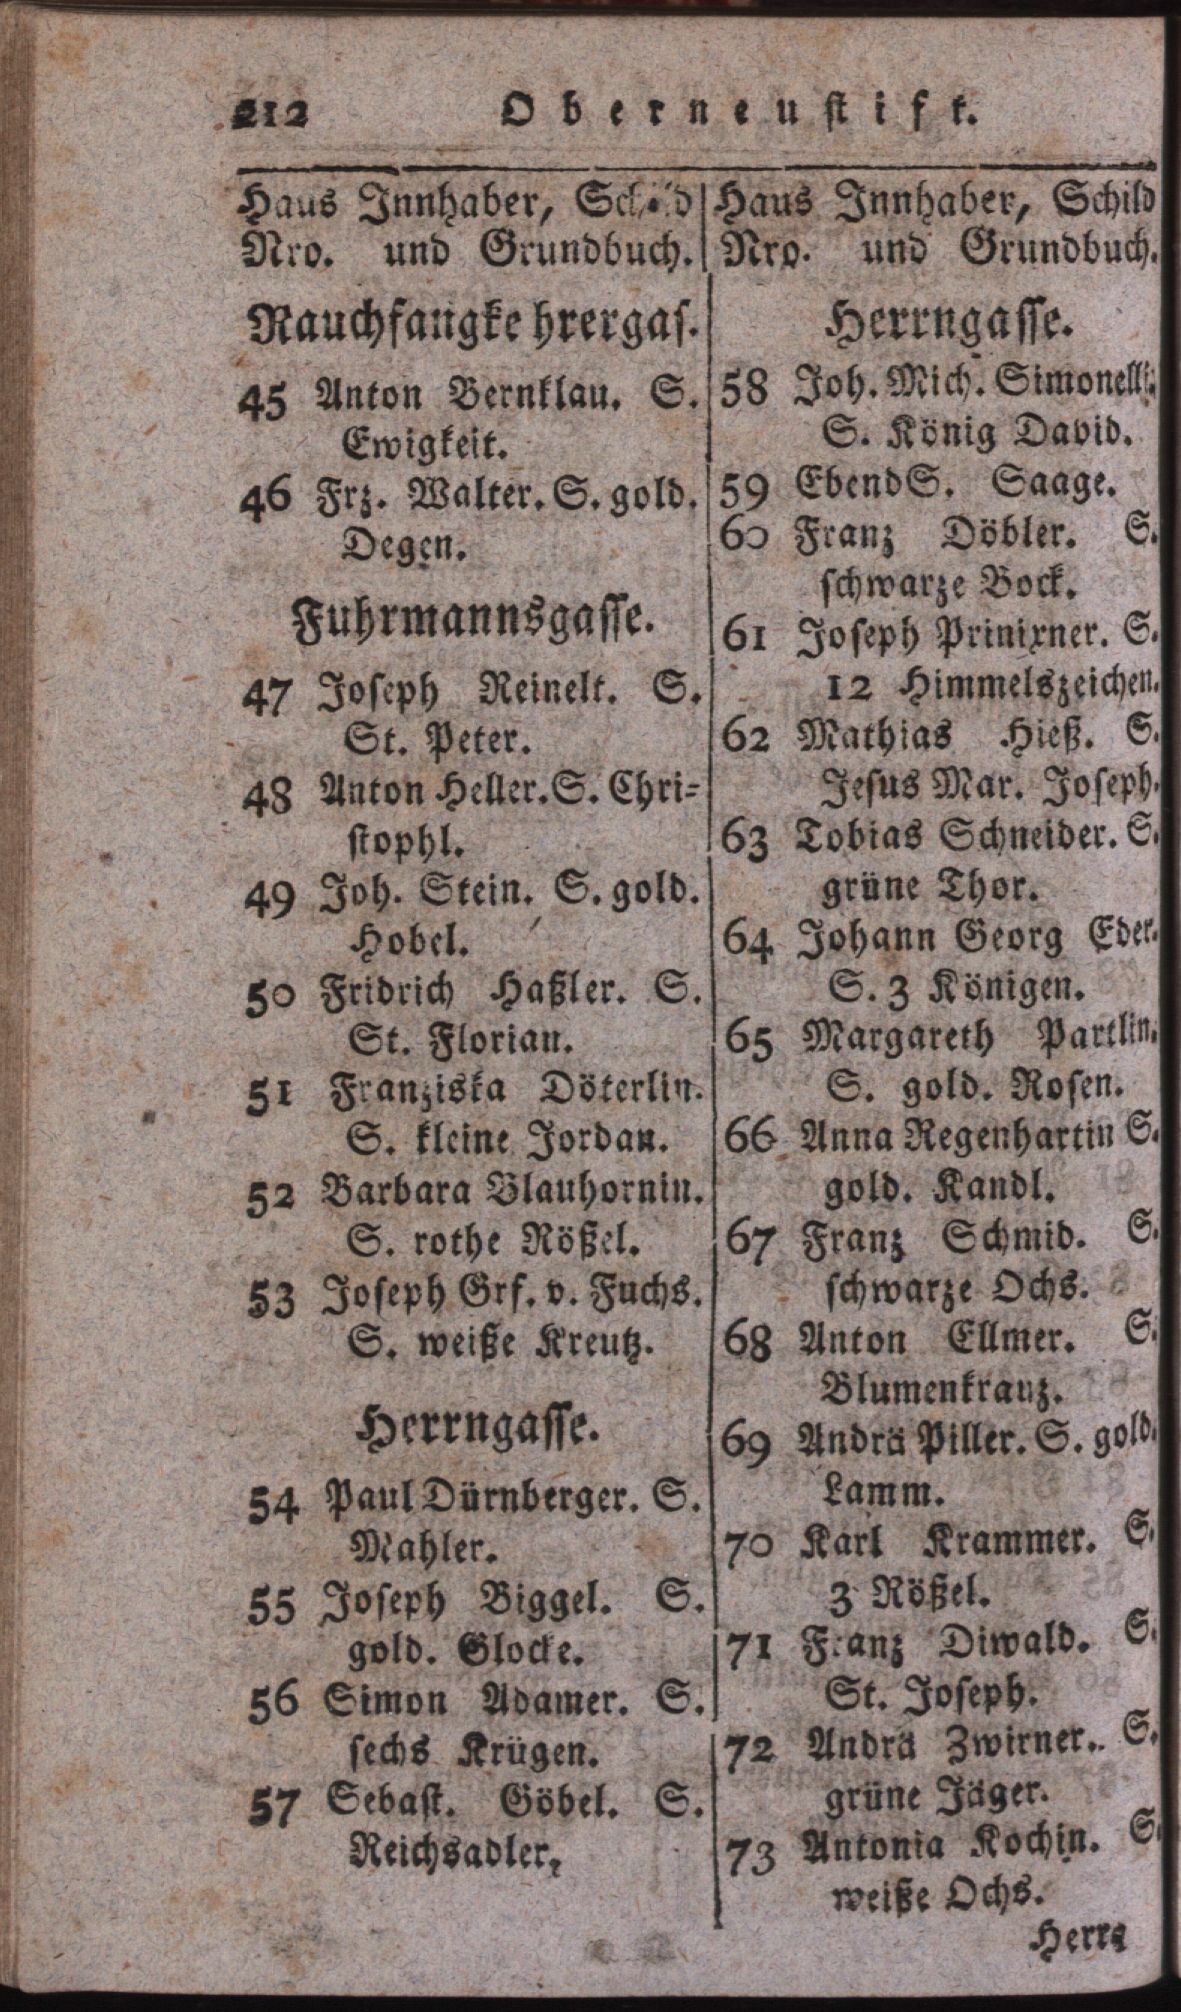 212 Oberneustift.
Haus Innhaber, Schild
Nro. und Grundbuch.
Rauchfangkehrergas.
45 Anton Bernklau. S.
Ewigkeit.
46 Frz. Walter. S. gold.
Degen.
Fuhrmannsgasse.
47 Joseph Reinelt. S.
St. Peter.
48 Anton Heller. S. Chri-
stophl.
49 Joh. Stein. S. gold.
Hobel.
50 Fridrich Haßler. S.
St. Florian.
51 Franziska Döterlin.
S. kleine Jordan.
52 Barbara Blauhornin.
S. rothe Rößel.
53 Joseph Grf. v. Fuchs.
S. weiße Kreutz.
Herrngasse.
54 Paul Dürnberger. S.
Mahler.
55 Joseph Biggel. S.
gold. Glocke.
56 Simon Adamer. S.
sechs Krügen.
57 Sebast. Göbel. S.
Reichsadler.
Haus Innhaber, Schild
Nro. und Grundbuch.
Herrngasse.
58 Joh. Mich. Simonelli.
S. König David.
59 EbendS. Saage.
60 Franz Döbler. S.
schwarze Bock.
61 Joseph Prinixner. S.
12 Himmelszeichen.
62 Mathias Hieß. S.
Jesus Mar. Joseph.
63 Tobias Schneider. S.
grüne Thor.
64 Johann Georg Eder.
S. 3 Königen.
65 Margareth Partlin.
S. gold. Rosen.
66 Anna Regenhartin S.
gold. Kandl.
67 Franz Schmid. S.
schwarze Ochs.
68 Anton Ellmer. S.
Blumenkranz.
69 Andrä Piller. S. gold.
Lamm.
70 Karl Krammer. S.
3 Rößel.
71 Franz Diwald. S.
St. Joseph.
72 Andrä Zwirner. S.
grüne Jäger.
73 Antonia Kochin. S.
weiße Ochs.
Herrn